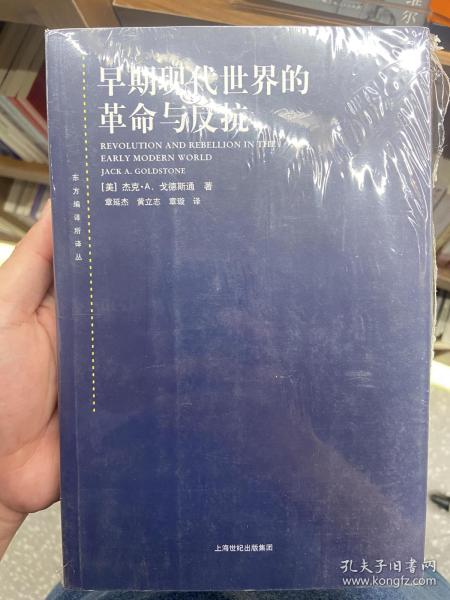 早期现代世界的
革命与反抗
REVOLUTION AND REBELLION IN THE
EARLY MODERN WORLD
JACK A. GOLDSTONE
[美] 杰克·A. 戈德斯通 著
章延杰 黄立志 章璇 译
东方编译所译丛
上海世纪出版集团
孔夫子旧书网
www.kongfz.com